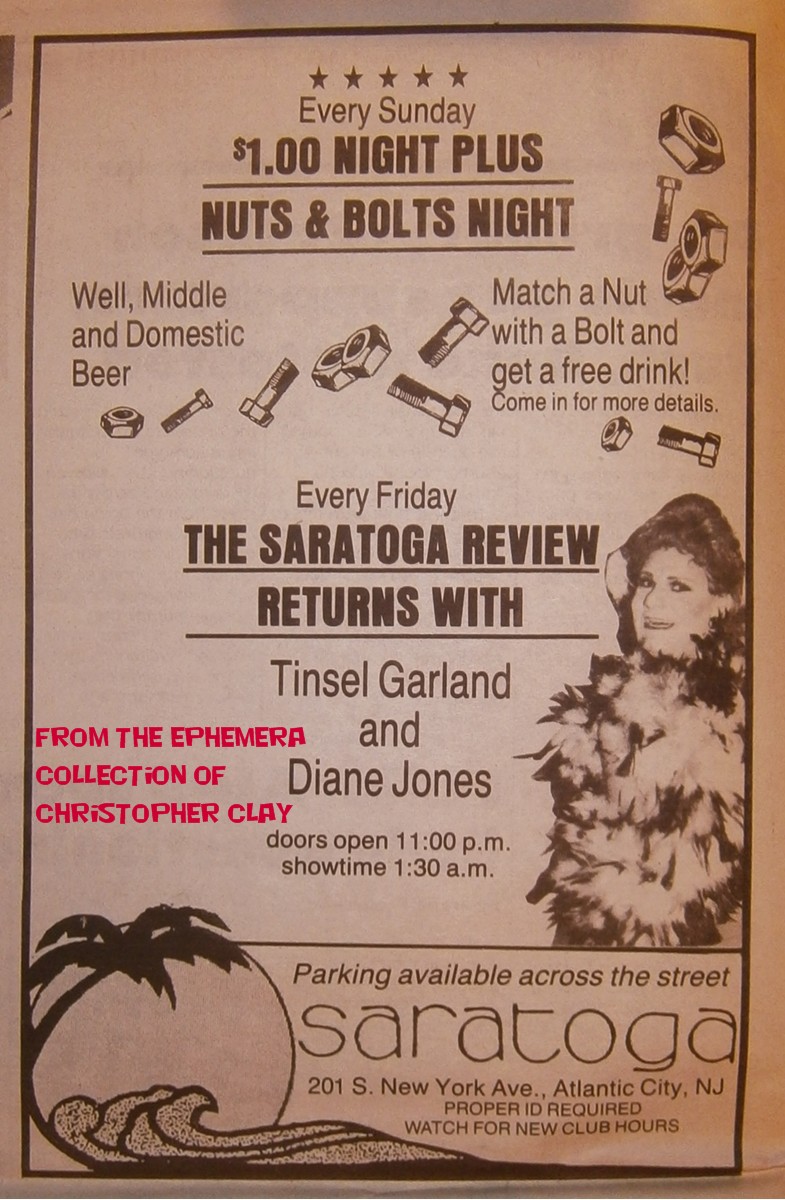 Every Sunday
$1.00 NIGHT PLUS
NUTS & BOLTS NIGHT
Well, Middle
and Domestic
Beer
Match a Nut
with a Bolt and
get a free drink!
Come in for more details.
Every Friday
THE SARATOGA REVIEW
RETURNS WITH
Tinsel Garland
and
Diane Jones
doors open 11:00 p.m.
showtime 1:30 a.m.
FROM THE EPHEMERA
COLLECTION OF
CHRISTOPHER CLAY
Parking available across the street
saratoga
201 S. New York Ave., Atlantic City, NJ
PROPER ID REQUIRED
WATCH FOR NEW CLUB HOURS